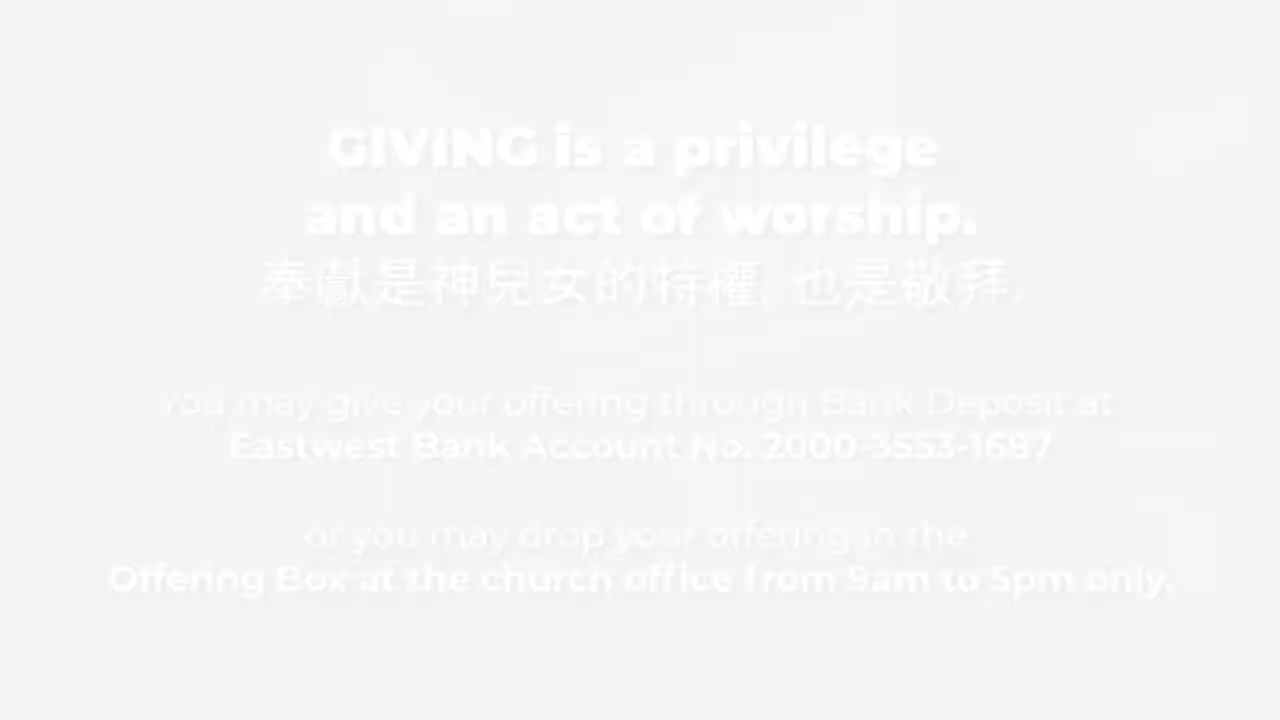 GIVING is a privilege
and an act of worship.
奉獻是神兒女的特權, 也是敬拜.
You may give your offering through Bank Deposit at
Eastwest Bank Account No. 2000-3553-1687
or you may drop your offering in the
Offering Box at the church office from 9am to 5pm only.